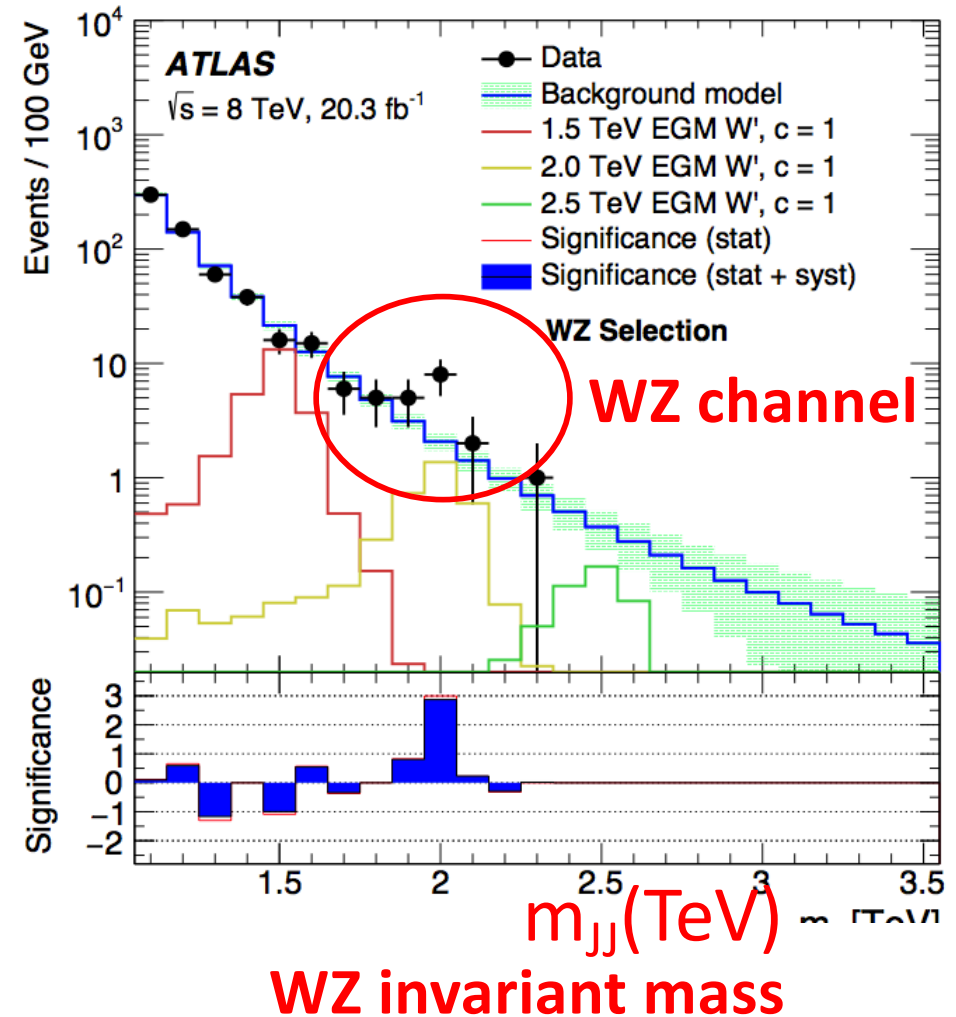 10⁴
ATLAS
√s = 8 TeV, 20.3 fb⁻¹
Data
Background model
1.5 TeV EGM W', c = 1
2.0 TeV EGM W', c = 1
2.5 TeV EGM W', c = 1
Significance (stat)
Significance (stat + syst)
WZ Selection
WZ channel
Events / 100 GeV
10³
10²
10
1
10⁻¹
Significance
3
2
1
0
−1
−2
1.5 2 2.5 3 3.5
m_JJ(TeV)
WZ invariant mass